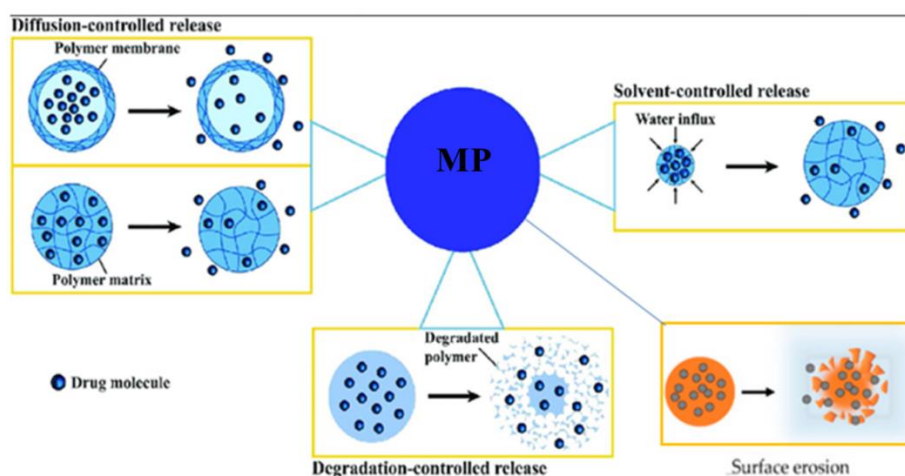 Diffusion-controlled release
Polymer membrane
Polymer matrix
MP
Solvent-controlled release
Water influx
Drug molecule
Degraded
polymer
Degradation-controlled release
Surface erosion